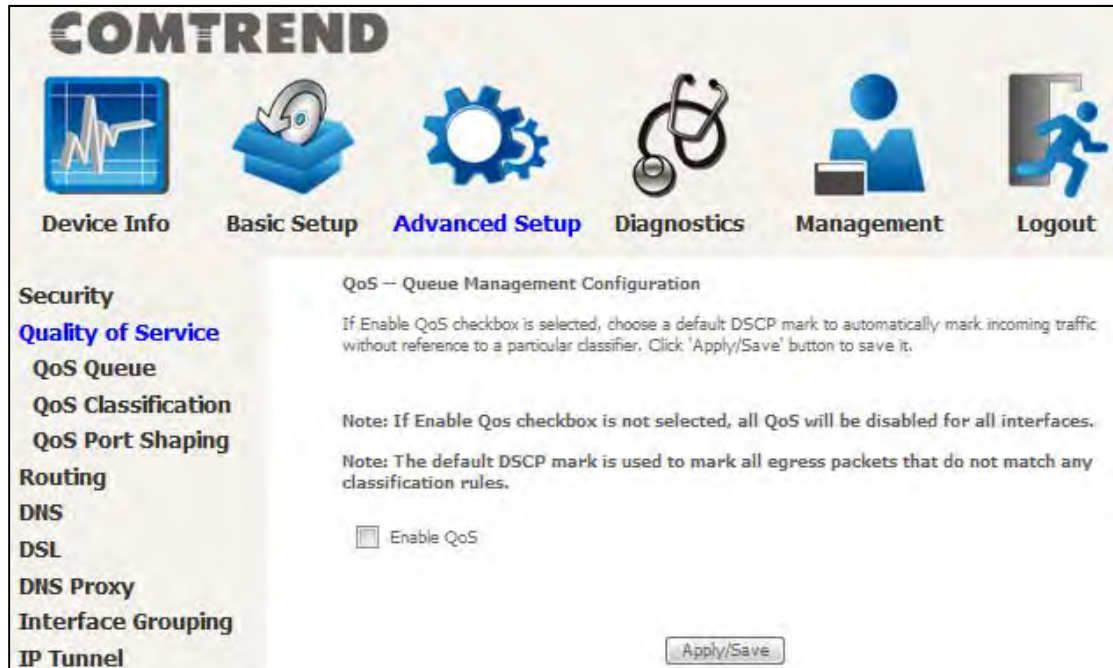 COMTREND
Device Info
Basic Setup
Advanced Setup
Diagnostics
Management
Logout
Security
Quality of Service
QoS Queue
QoS Classification
QoS Port Shaping
Routing
DNS
DSL
DNS Proxy
Interface Grouping
IP Tunnel
QoS -- Queue Management Configuration
If Enable QoS checkbox is selected, choose a default DSCP mark to automatically mark incoming traffic
without reference to a particular classifier. Click 'Apply/Save' button to save it.
Note: If Enable Qos checkbox is not selected, all QoS will be disabled for all interfaces.
Note: The default DSCP mark is used to mark all egress packets that do not match any
classification rules.
Enable QoS
Apply/Save